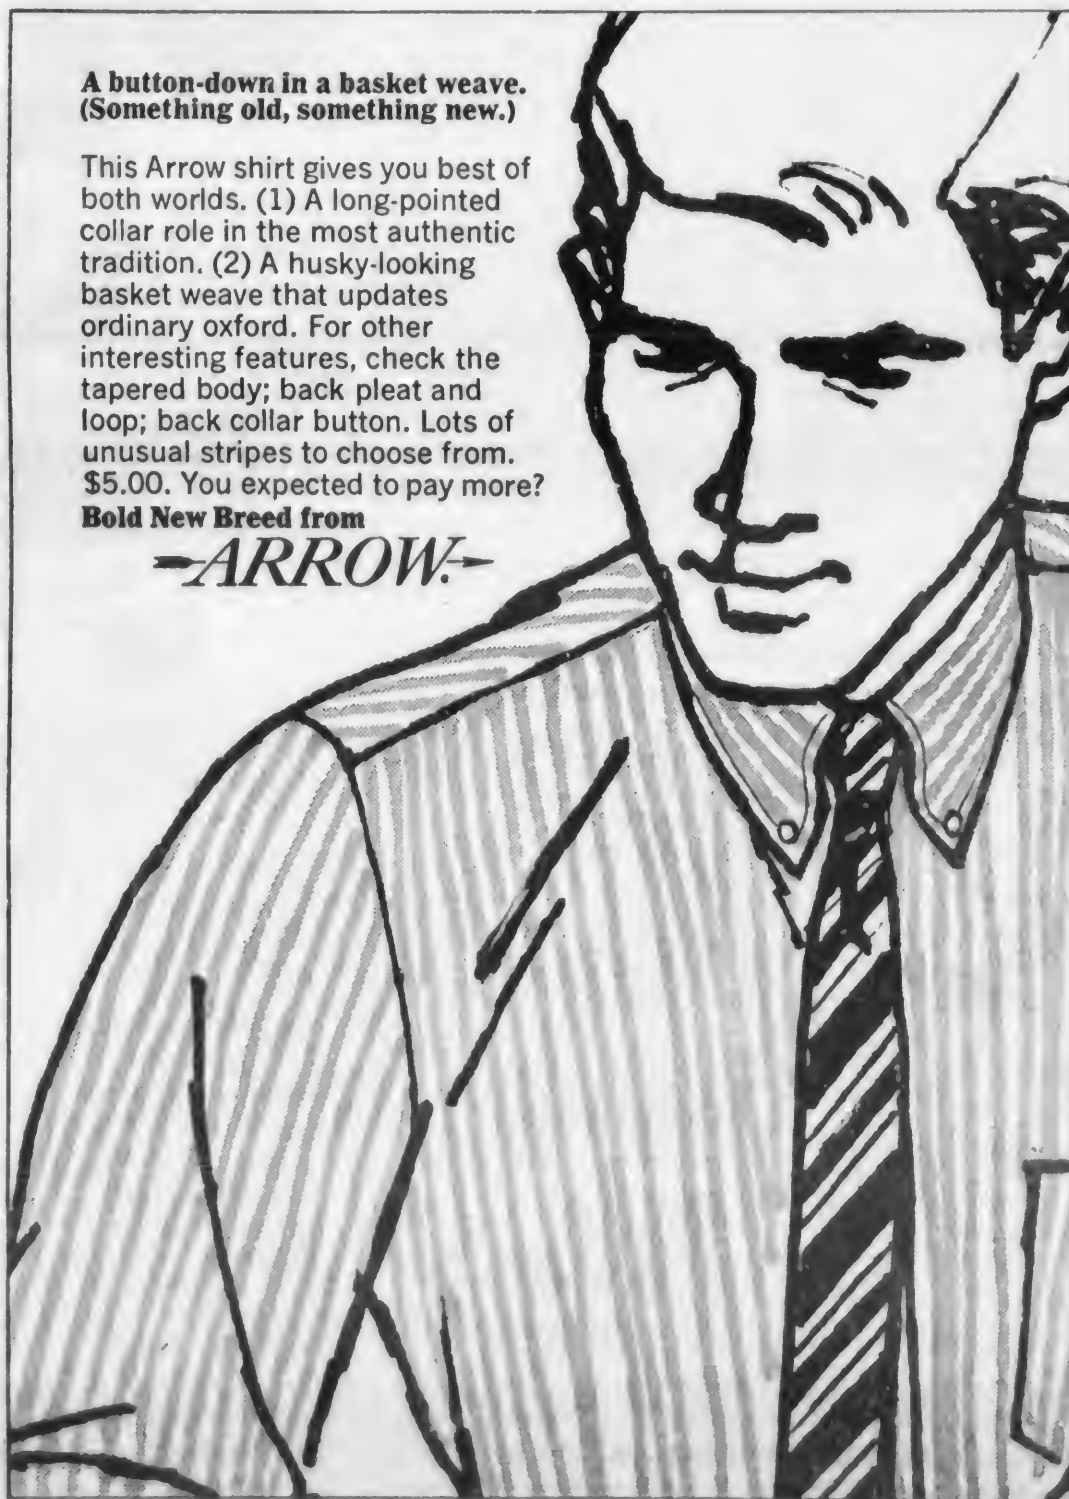 A button-down in a basket weave.
(Something old, something new.)
This Arrow shirt gives you best of
both worlds. (1) A long-pointed
collar role in the most authentic
tradition. (2) A husky-looking
basket weave that updates
ordinary oxford. For other
interesting features, check the
tapered body; back pleat and
loop; back collar button. Lots of
unusual stripes to choose from.
$5.00. You expected to pay more?
Bold New Breed from
ARROW.